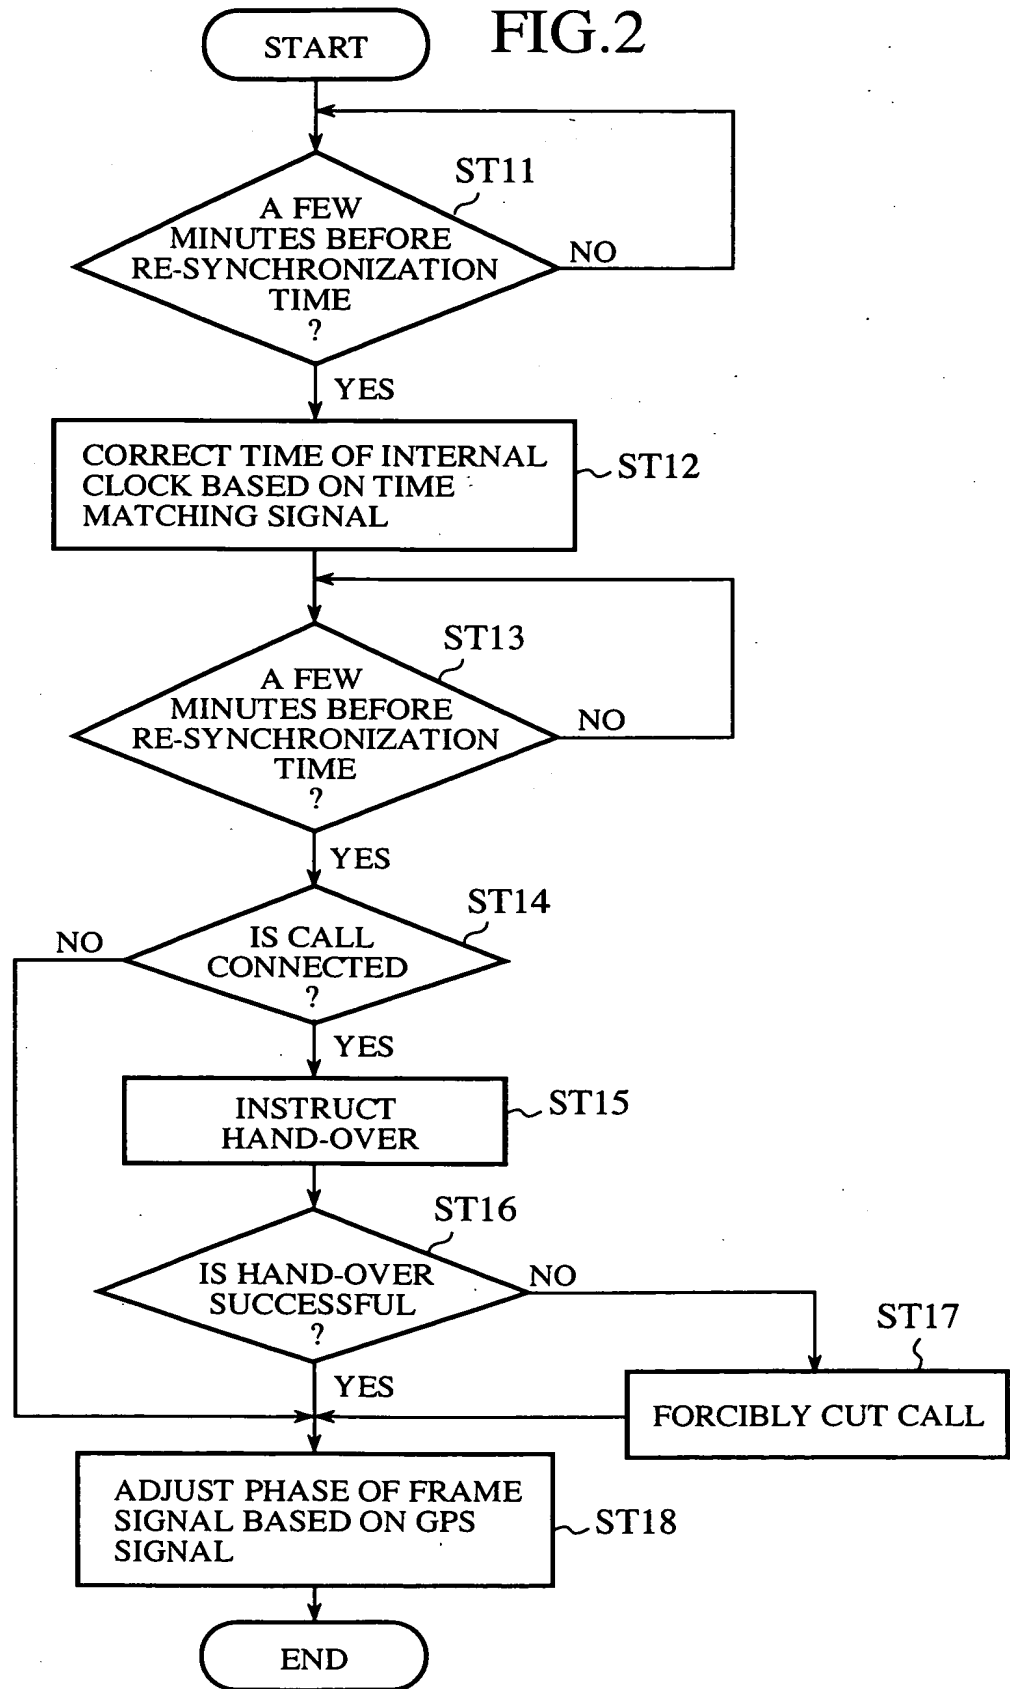 FIG.2
START
ST11
A FEW
MINUTES BEFORE
RE-SYNCHRONIZATION
TIME
?
NO
YES
CORRECT TIME OF INTERNAL
CLOCK BASED ON TIME
MATCHING SIGNAL
ST12
ST13
A FEW
MINUTES BEFORE
RE-SYNCHRONIZATION
TIME
?
NO
YES
ST14
NO
IS CALL
CONNECTED
?
YES
INSTRUCT
HAND-OVER
ST15
ST16
IS HAND-OVER
SUCCESSFUL
?
NO
ST17
YES
FORCIBLY CUT CALL
ADJUST PHASE OF FRAME
SIGNAL BASED ON GPS
SIGNAL
ST18
END